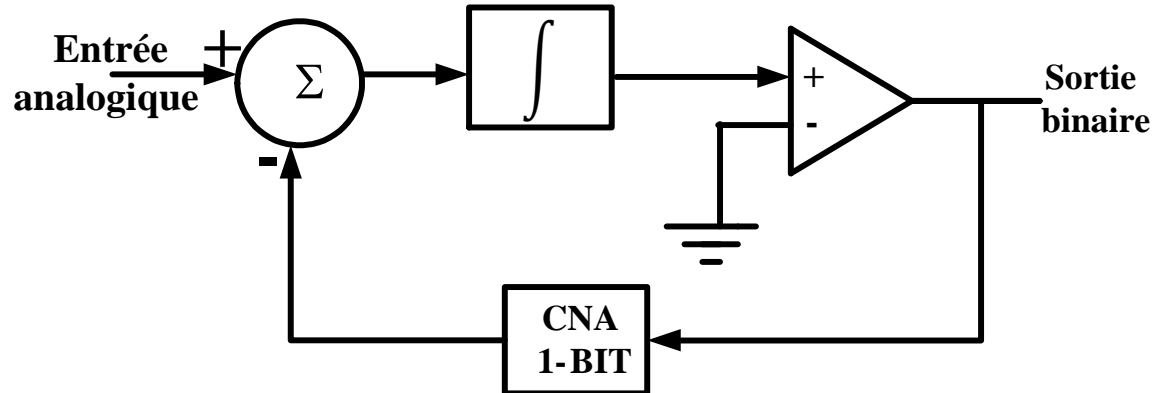 Entrée
analogique
+
Σ
-
∫
+
-
Sortie
binaire
CNA
1-BIT